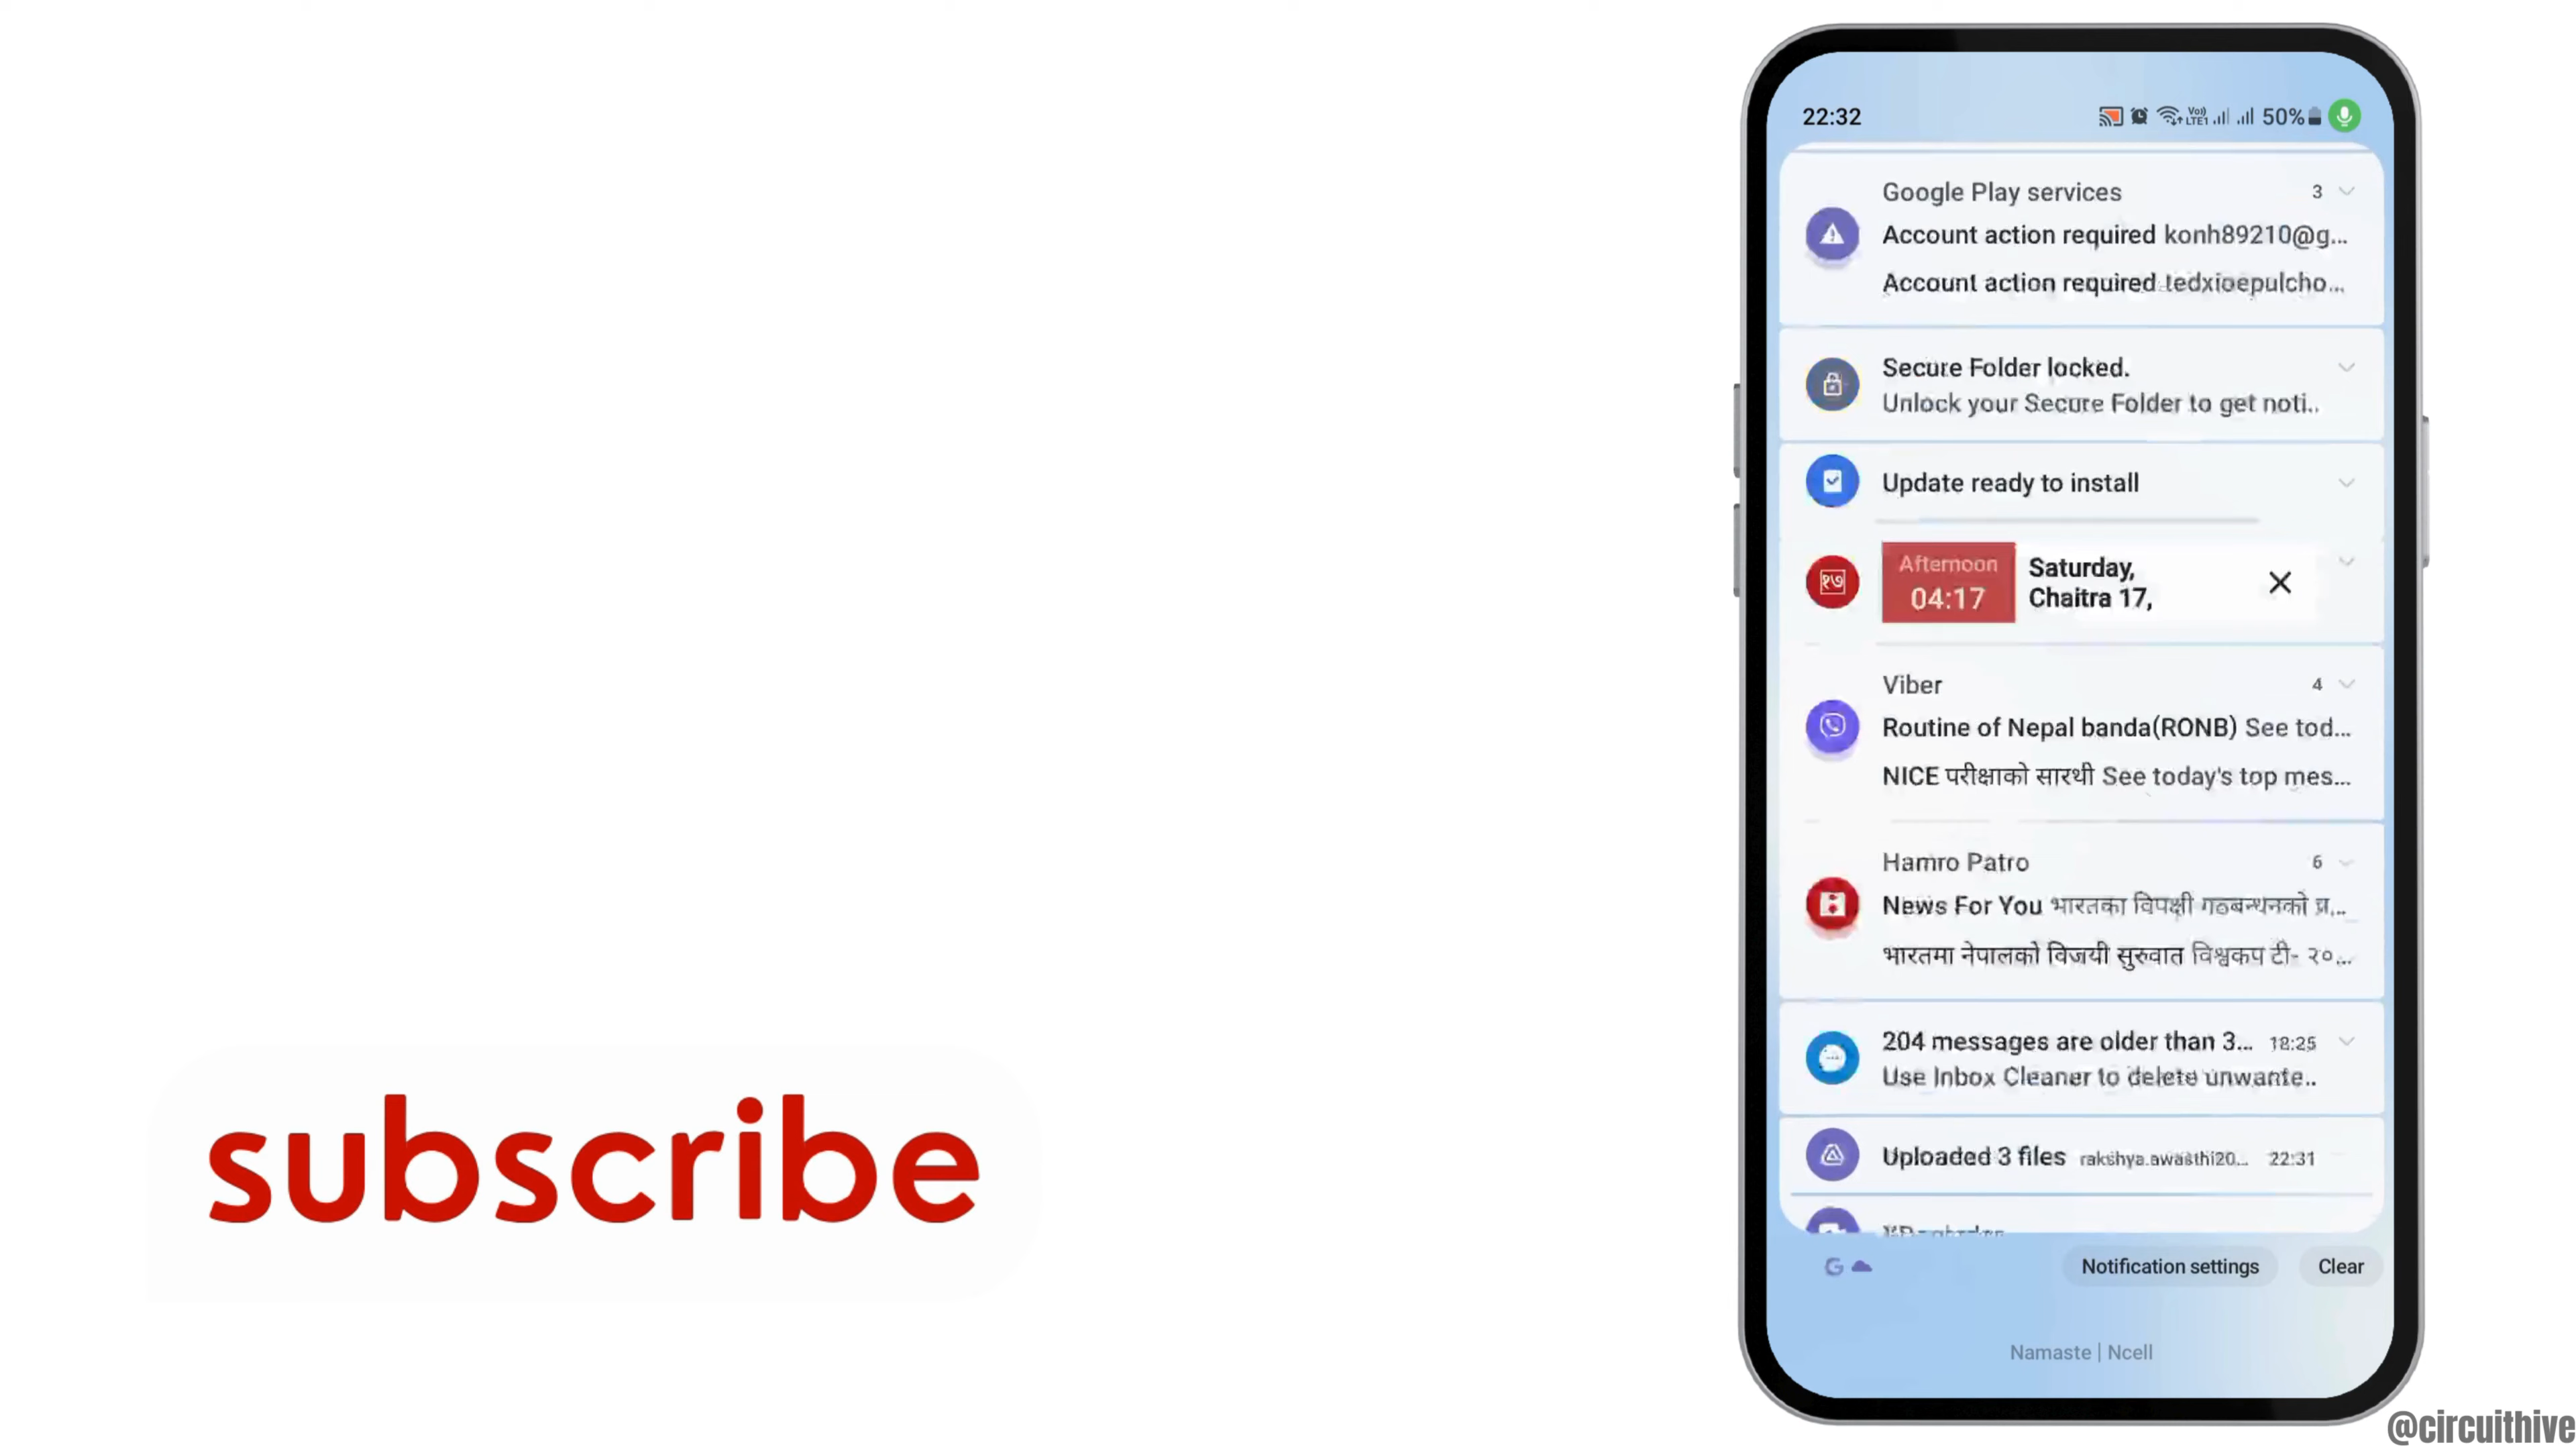 22:32 Vo) LTE1 50%
Google Play services 3
Account action required konh89210@g...
Account action required tedxioepulcho...
Secure Folder locked.
Unlock your Secure Folder to get noti..
Update ready to install
१७
Afternoon
04:17
Saturday,
Chaitra 17,
Viber 4
Routine of Nepal banda(RONB) See tod...
NICE परीक्षाको सारथी See today's top mes...
Hamro Patro 6
News For You भारतका विपक्षी गठबन्धनको प्र...
भारतमा नेपालको विजयी सुरुवात विश्वकप टी- २०...
204 messages are older than 3... 18:25
Use Inbox Cleaner to delete unwante..
Uploaded 3 files rakshya.awasthi20... 22:31
Notification settings Clear
Namaste | Ncell
subscribe
@circuithive